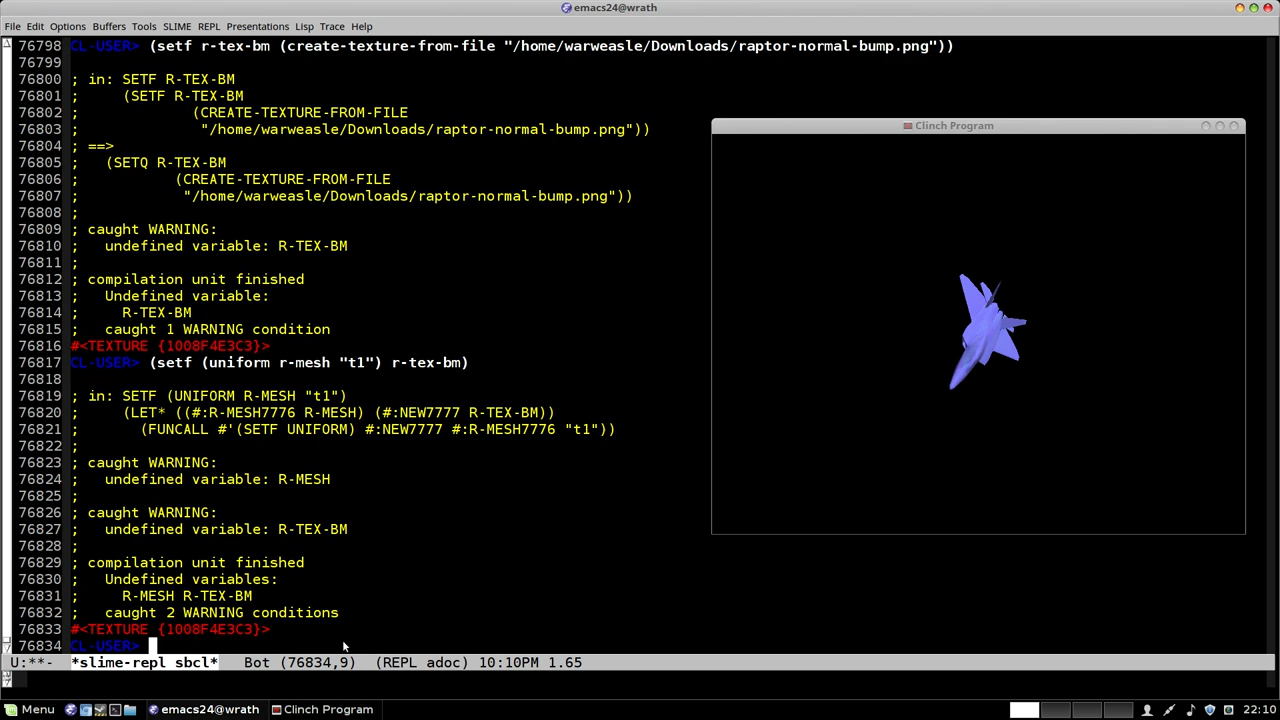 emacs24@wrath
File Edit Options Buffers Tools SLIME REPL Presentations Lisp Trace Help
76798 CL-USER> (setf r-tex-bm (create-texture-from-file "/home/warweasle/Downloads/raptor-normal-bump.png"))
76799
76800 ; in: SETF R-TEX-BM
76801 ;     (SETF R-TEX-BM
76802 ;             (CREATE-TEXTURE-FROM-FILE
76803 ;              "/home/warweasle/Downloads/raptor-normal-bump.png"))
76804 ; ==>
76805 ;   (SETQ R-TEX-BM
76806 ;           (CREATE-TEXTURE-FROM-FILE
76807 ;            "/home/warweasle/Downloads/raptor-normal-bump.png"))
76808 ;
76809 ; caught WARNING:
76810 ;   undefined variable: R-TEX-BM
76811 ;
76812 ; compilation unit finished
76813 ;   Undefined variable:
76814 ;     R-TEX-BM
76815 ;   caught 1 WARNING condition
76816 #<TEXTURE {1008F4E3C3}>
76817 CL-USER> (setf (uniform r-mesh "t1") r-tex-bm)
76818
76819 ; in: SETF (UNIFORM R-MESH "t1")
76820 ;     (LET* ((#:R-MESH7776 R-MESH) (#:NEW7777 R-TEX-BM))
76821 ;       (FUNCALL #'(SETF UNIFORM) #:NEW7777 #:R-MESH7776 "t1"))
76822 ;
76823 ; caught WARNING:
76824 ;   undefined variable: R-MESH
76825 ;
76826 ; caught WARNING:
76827 ;   undefined variable: R-TEX-BM
76828 ;
76829 ; compilation unit finished
76830 ;   Undefined variables:
76831 ;     R-MESH R-TEX-BM
76832 ;   caught 2 WARNING conditions
76833 #<TEXTURE {1008F4E3C3}>
76834 CL-USER>
U:**-  *slime-repl sbcl*   Bot (76834,9)  (REPL adoc) 10:10PM 1.65
Clinch Program
Menu emacs24@wrath Clinch Program 22:10